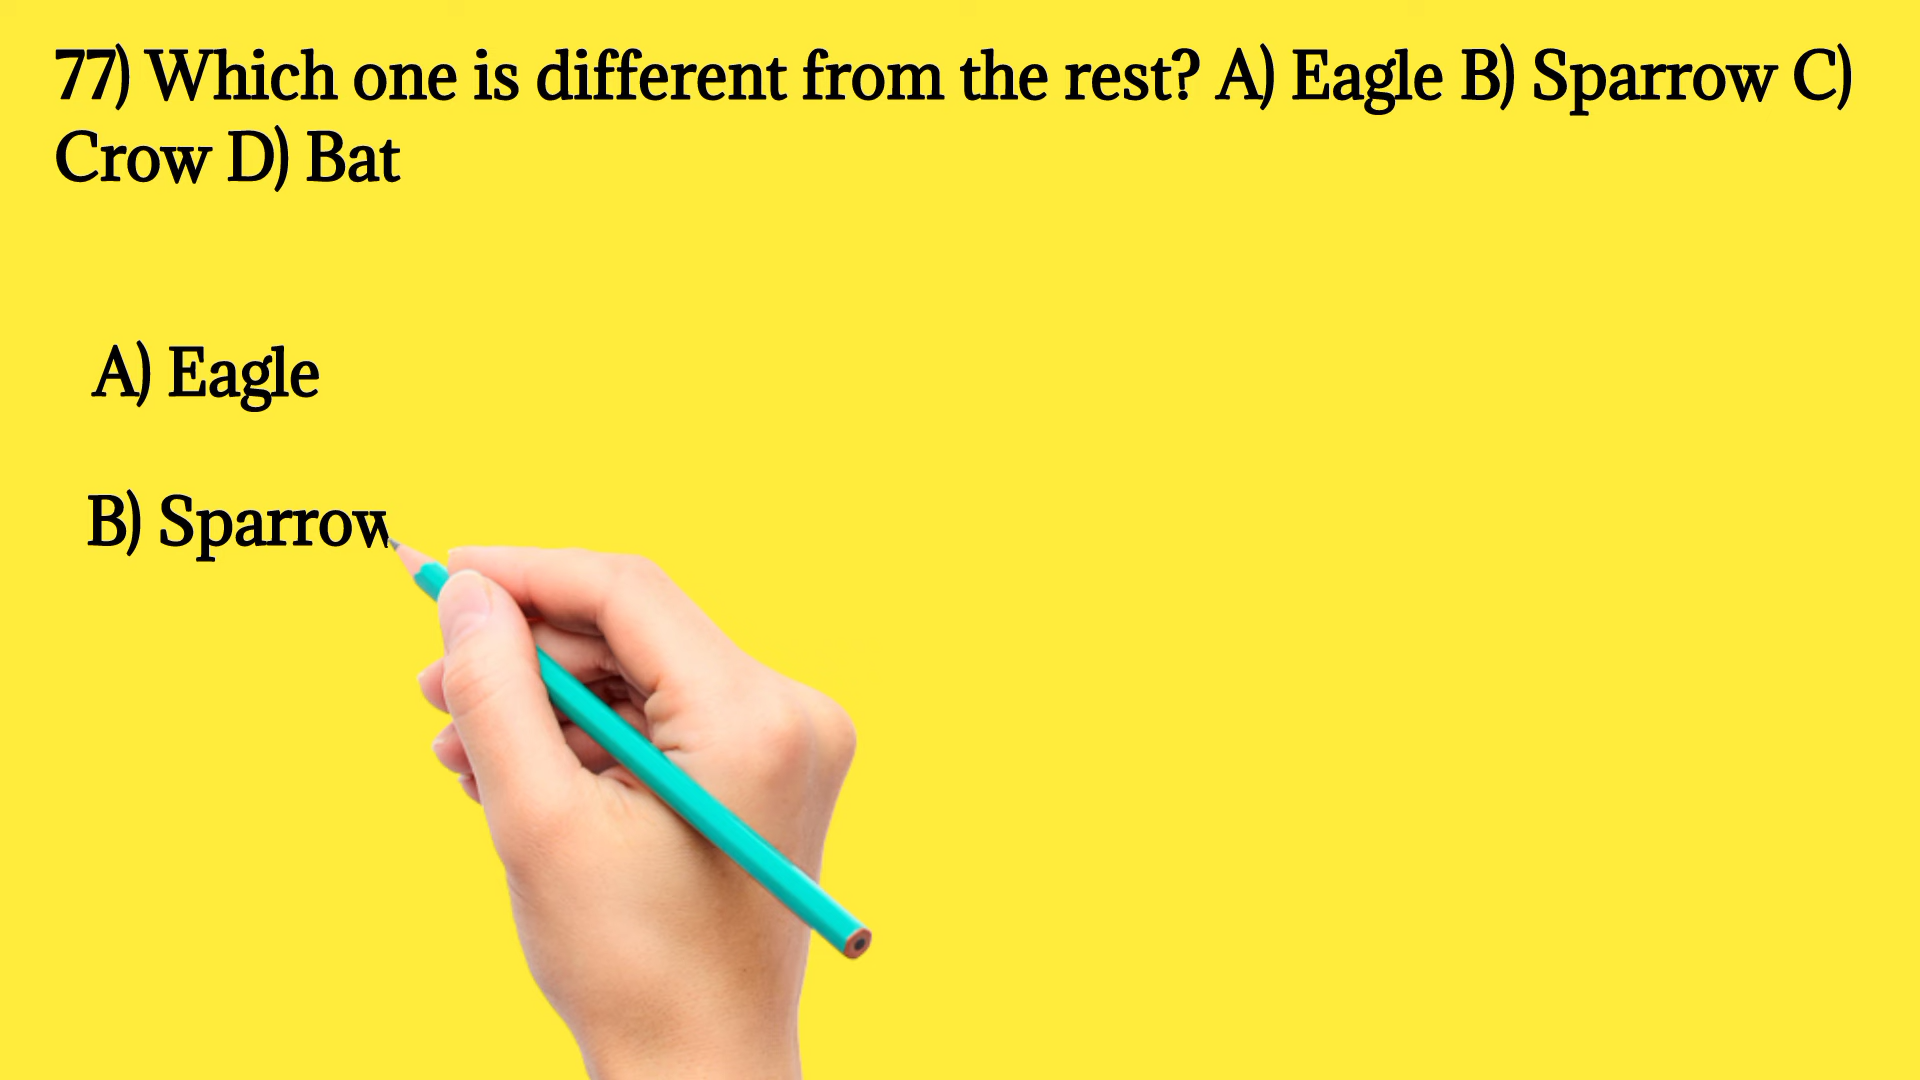 77) Which one is different from the rest? A) Eagle B) Sparrow C)
Crow D) Bat
A) Eagle
B) Sparrow